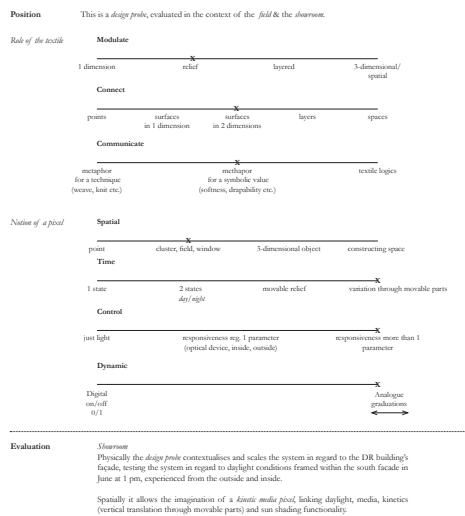 Position This is a design probe, evaluated in the context of the field & the showroom.
Role of the textile Modulate
X
1 dimension relief layered 3-dimensional/
spatial
Connect
X
points surfaces surfaces layers spaces
in 1 dimension in 2 dimensions
Communicate
X
metaphor methapor textile logics
for a technique for a symbolic value
(weave, knit etc.) (softness, drapability etc.)
Notion of a pixel Spatial
X
point cluster, field, window 3-dimensional object constructing space
Time
X
1 state 2 states movable relief variation through movable parts
day/night
Control
X
just light responsiveness reg. 1 parameter responsiveness more than 1
(optical device, inside, outside) parameter
Dynamic
X
Digital Analogue
on/off graduations
0/1
Evaluation Showroom
Physically the design probe contextualises and scales the system in regard to the DR building's
façade, testing the system in regard to daylight conditions framed within the south facade in
June at 1 pm, experienced from the outside and inside.
Spatially it allows the imagination of a kinetic media pixel, linking daylight, media, kinetics
(vertical translation through movable parts) and sun shading functionality.